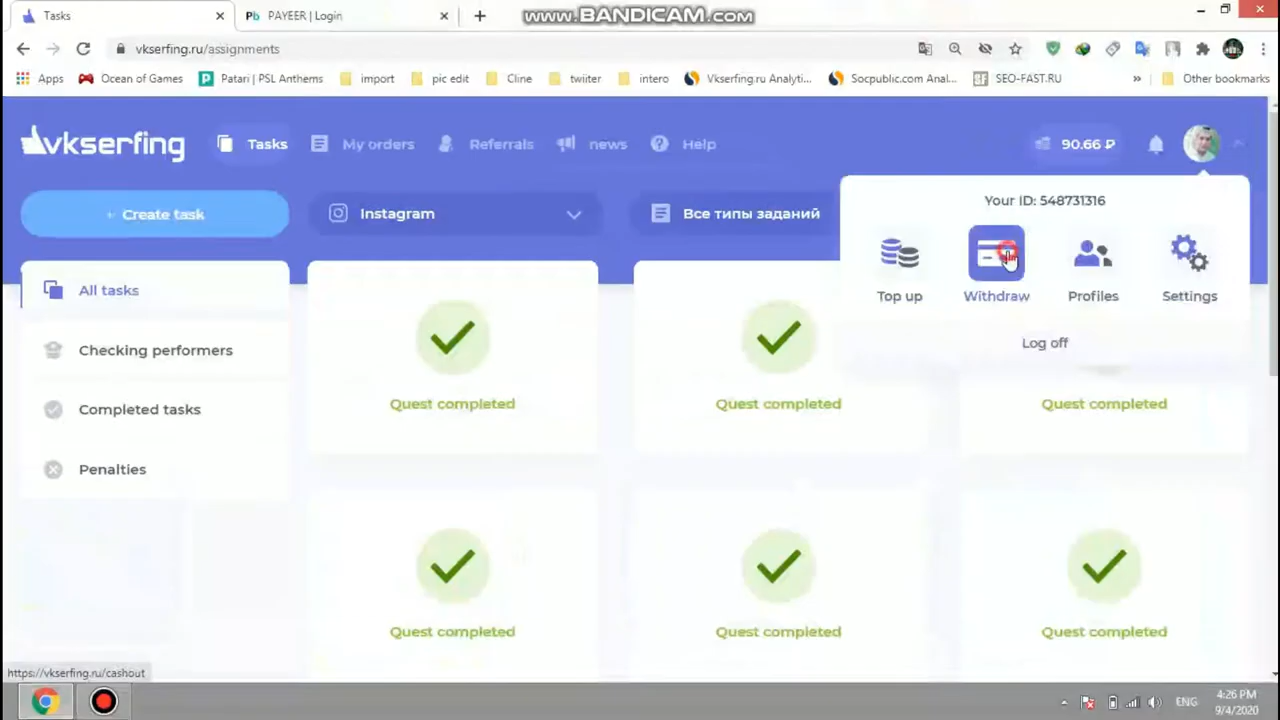 Tasks
PAYEER | Login
www.BANDICAM.com
vkserfing.ru/assignments
Apps
Ocean of Games
Patari | PSL Anthems
import
pic edit
Cline
twiiter
intero
Vkserfing.ru Analyti...
Socpublic.com Anal...
SEO-FAST.RU
»
Other bookmarks
vkserfing
Tasks
My orders
Referrals
news
Help
90.66 ₽
+ Create task
Instagram
Все типы заданий
Your ID: 548731316
Top up
Withdraw
Profiles
Settings
Log off
All tasks
Checking performers
Completed tasks
Penalties
Quest completed
Quest completed
Quest completed
Quest completed
Quest completed
Quest completed
https://vkserfing.ru/cashout
ENG
4:26 PM
9/4/2020